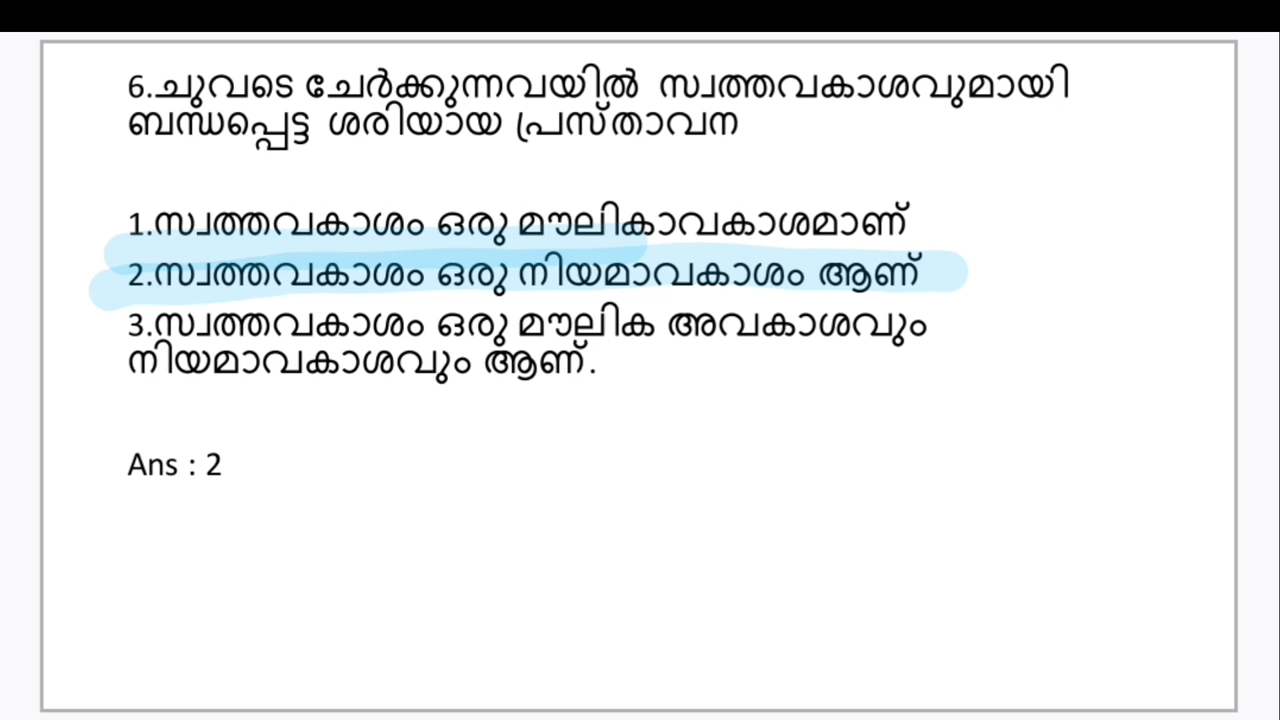 6.ചുവടെ ചേർക്കുന്നവയിൽ സ്വത്തവകാശവുമായി
ബന്ധപ്പെട്ട ശരിയായ പ്രസ്താവന
1.സ്വത്തവകാശം ഒരു മൗലികാവകാശമാണ്
2.സ്വത്തവകാശം ഒരു നിയമാവകാശം ആണ്
3.സ്വത്തവകാശം ഒരു മൗലിക അവകാശവും
നിയമാവകാശവും ആണ്.
Ans : 2